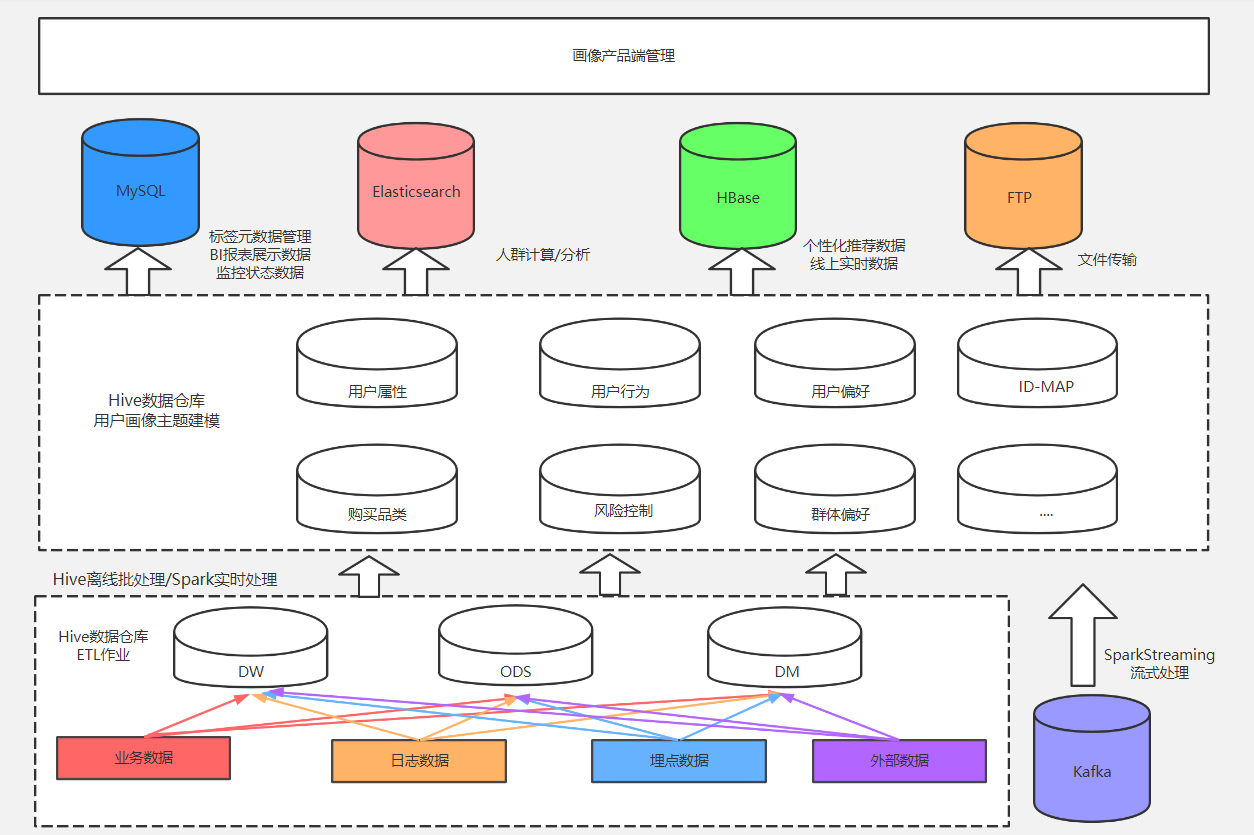 画像产品端管理
MySQL
Elasticsearch
HBase
FTP
标签元数据管理
BI报表展示数据
监控状态数据
人群计算/分析
个性化推荐数据
线上实时数据
文件传输
Hive数据仓库
用户画像主题建模
用户属性
用户行为
用户偏好
ID-MAP
购买品类
风险控制
群体偏好
....
Hive离线批处理/Spark实时处理
Hive数据仓库
ETL作业
DW
ODS
DM
SparkStreaming
流式处理
业务数据
日志数据
埋点数据
外部数据
Kafka